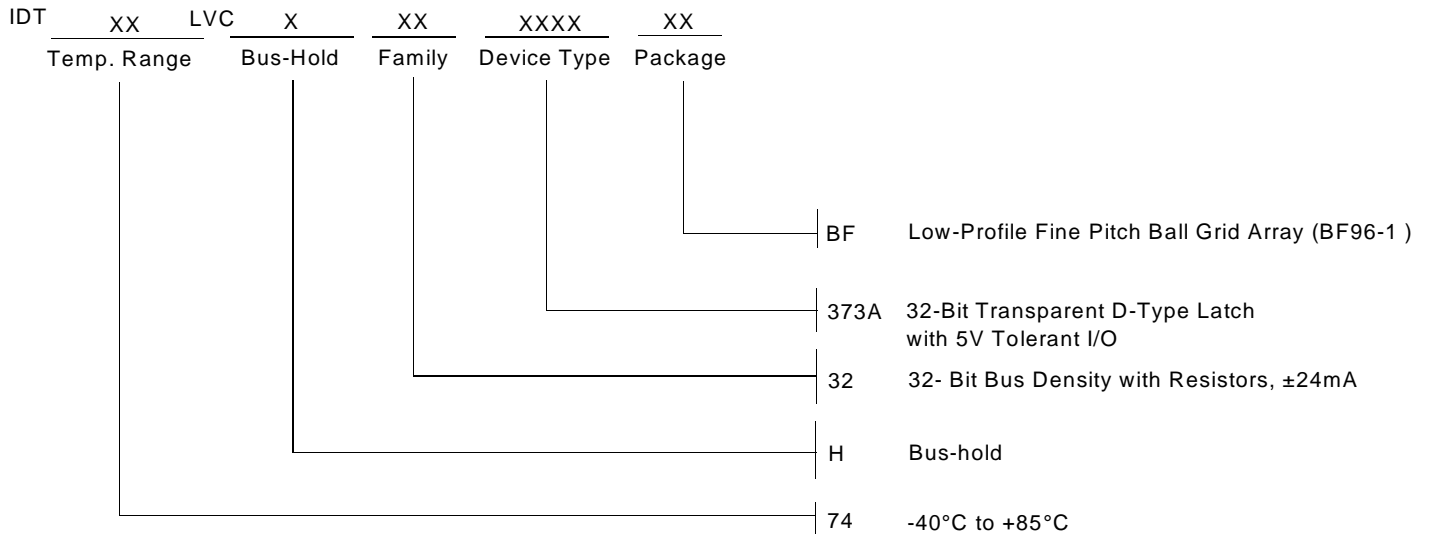 IDT XX LVC X XX XXXX XX
Temp. Range Bus-Hold Family Device Type Package
BF Low-Profile Fine Pitch Ball Grid Array (BF96-1 )
373A 32-Bit Transparent D-Type Latch
with 5V Tolerant I/O
32 32- Bit Bus Density with Resistors, ±24mA
H Bus-hold
74 -40°C to +85°C